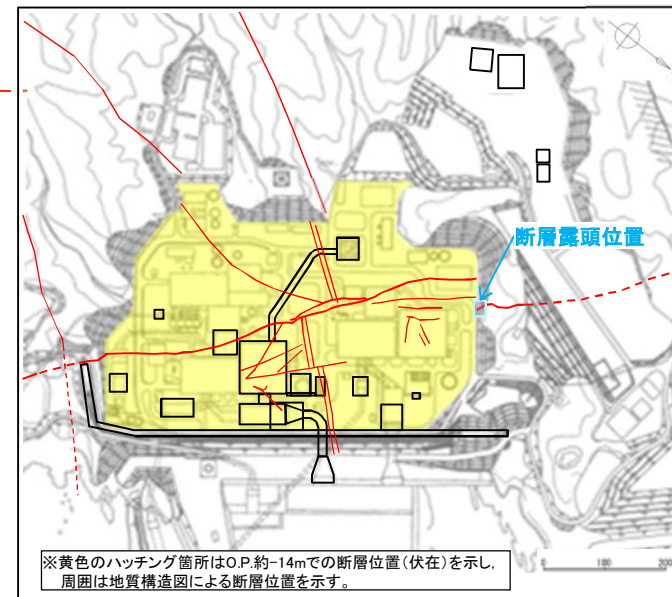 断層露頭位置
※黄色のハッチング箇所はO.P.約-14mでの断層位置(伏在)を示し、
周囲は地質構造図による断層位置を示す。
0 100 200